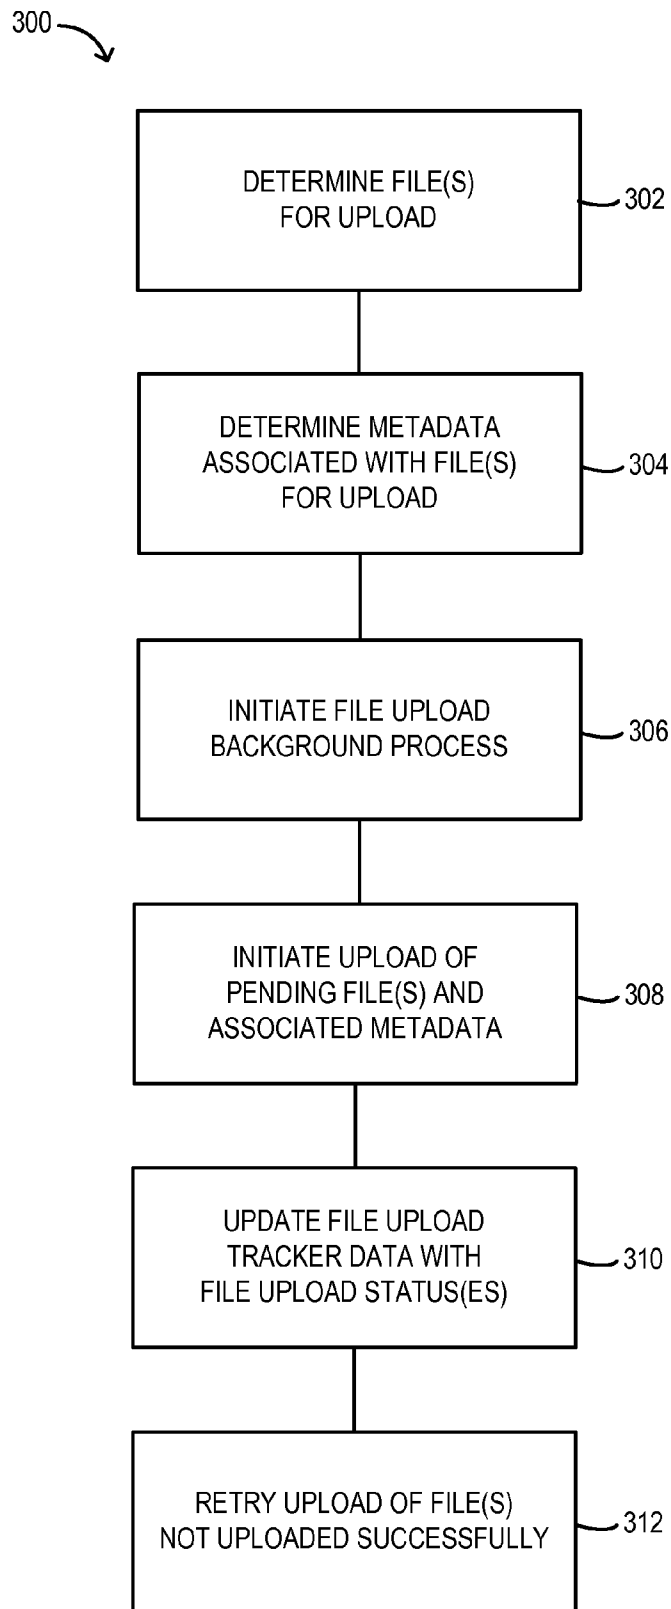 300
DETERMINE FILE(S)
FOR UPLOAD
302
DETERMINE METADATA
ASSOCIATED WITH FILE(S)
FOR UPLOAD
304
INITIATE FILE UPLOAD
BACKGROUND PROCESS
306
INITIATE UPLOAD OF
PENDING FILE(S) AND
ASSOCIATED METADATA
308
UPDATE FILE UPLOAD
TRACKER DATA WITH
FILE UPLOAD STATUS(ES)
310
RETRY UPLOAD OF FILE(S)
NOT UPLOADED SUCCESSFULLY
312